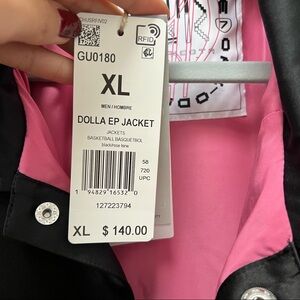 RFID
GU0180
XL
MEN / HOMBRE
DOLLA EP JACKET
JACKETS
BASKETBALL/BASQUETBOL
58
720
UPC
1 94829 16532 0
127223794
XL $ 140.00